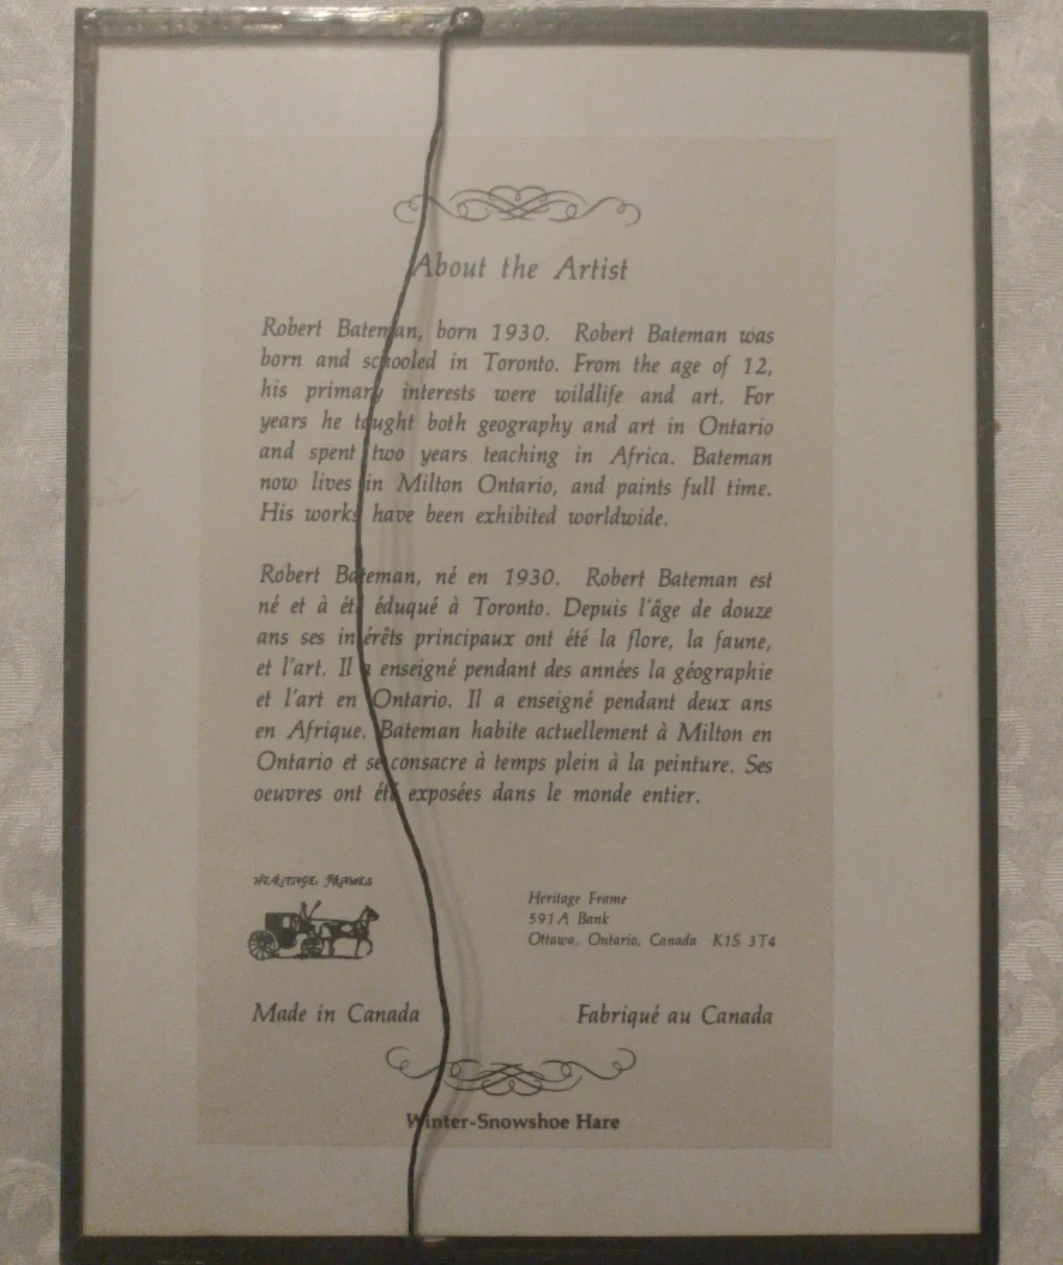 About the Artist
Robert Bateman, born 1930. Robert Bateman was
born and schooled in Toronto. From the age of 12,
his primary interests were wildlife and art. For
years he taught both geography and art in Ontario
and spent two years teaching in Africa. Bateman
now lives in Milton Ontario, and paints full time.
His works have been exhibited worldwide.
Robert Bateman, né en 1930. Robert Bateman est
né et à été éduqué à Toronto. Depuis l'âge de douze
ans ses intérêts principaux ont été la flore, la faune,
et l'art. Il a enseigné pendant des années la géographie
et l'art en Ontario. Il a enseigné pendant deux ans
en Afrique. Bateman habite actuellement à Milton en
Ontario et se consacre à temps plein à la peinture. Ses
oeuvres ont été exposées dans le monde entier.
HERITAGE FRAMES
Heritage Frame
591A Bank
Ottawa, Ontario, Canada K1S 3T4
Made in Canada
Fabriqué au Canada
Winter-Snowshoe Hare